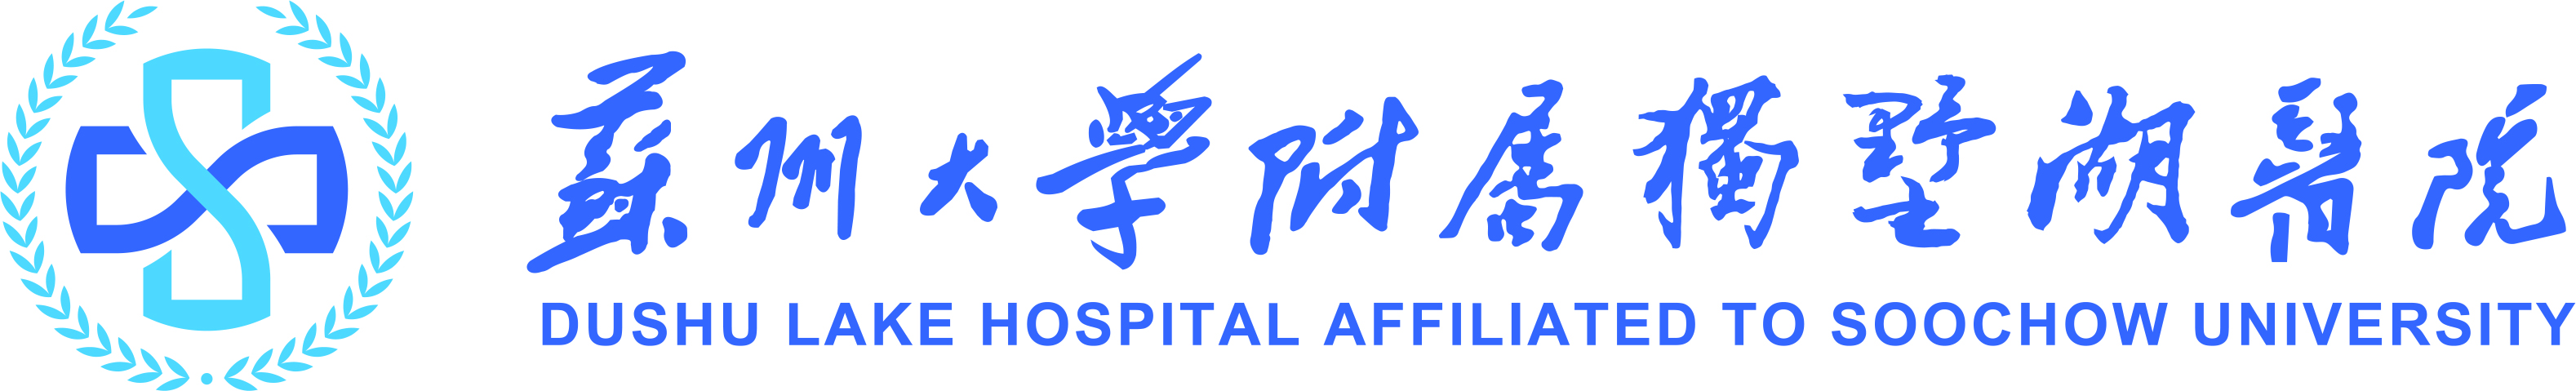 蘇州大學附屬獨墅湖醫院
DUSHU LAKE HOSPITAL AFFILIATED TO SOOCHOW UNIVERSITY